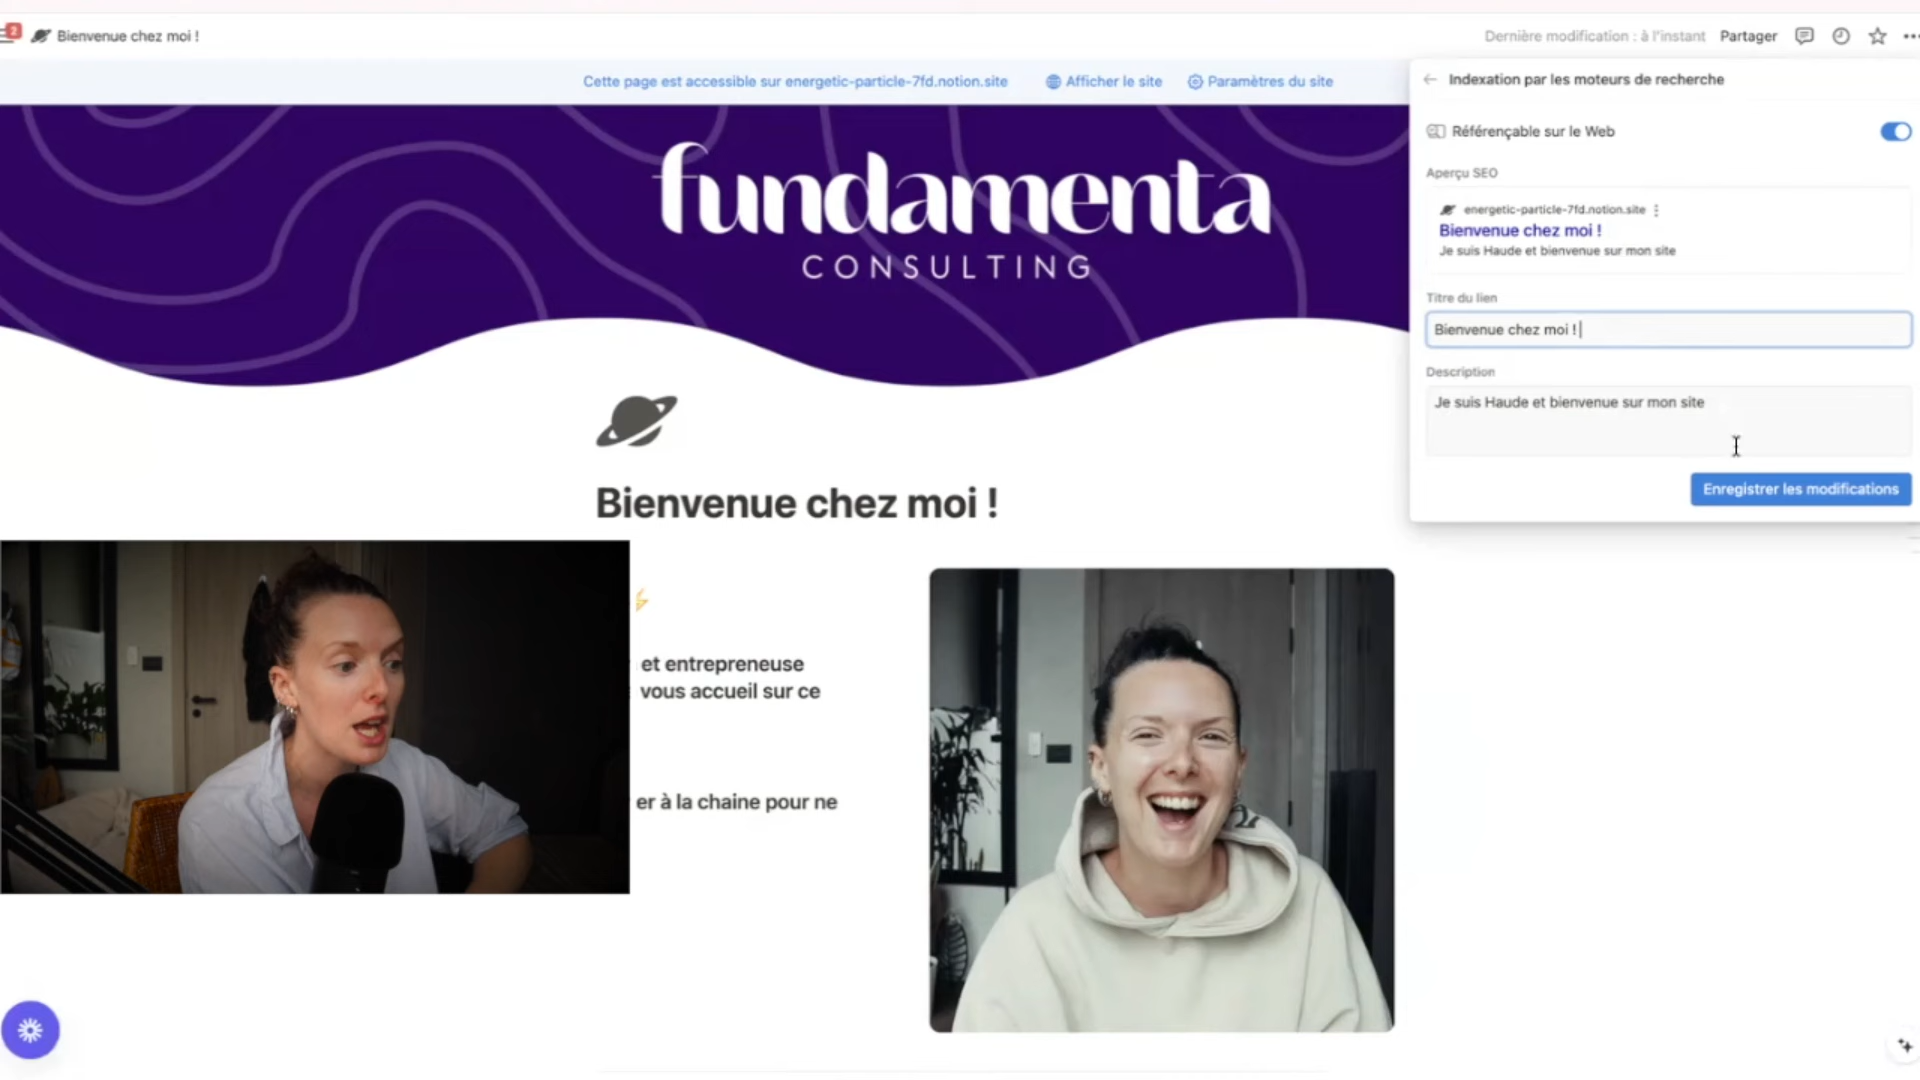 2
Bienvenue chez moi !
Dernière modification : à l'instant
Partager
Cette page est accessible sur energetic-particle-7fd.notion.site
Afficher le site
Paramètres du site
fundamenta
CONSULTING
Bienvenue chez moi !
et entrepreneuse
vous accueil sur ce
er à la chaine pour ne
Indexation par les moteurs de recherche
Référençable sur le Web
Aperçu SEO
energetic-particle-7fd.notion.site
Bienvenue chez moi !
Je suis Haude et bienvenue sur mon site
Titre du lien
Bienvenue chez moi !
Description
Je suis Haude et bienvenue sur mon site
Enregistrer les modifications